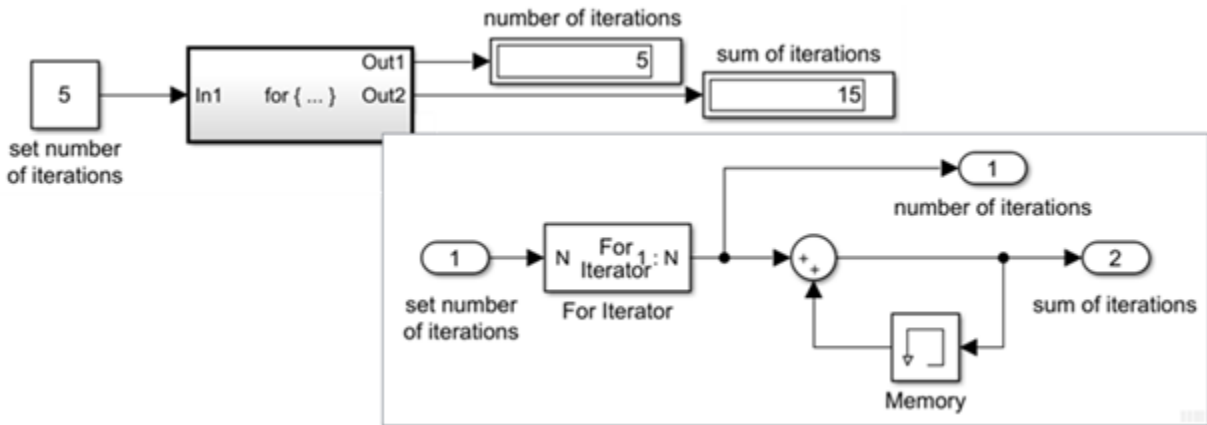 number of iterations
5
sum of iterations
15
5
In1
for { ... }
Out1
Out2
set number
of iterations
1
number of iterations
1
set number
of iterations
N
For
Iterator
1 : N
For Iterator
+
+
2
sum of iterations
Memory